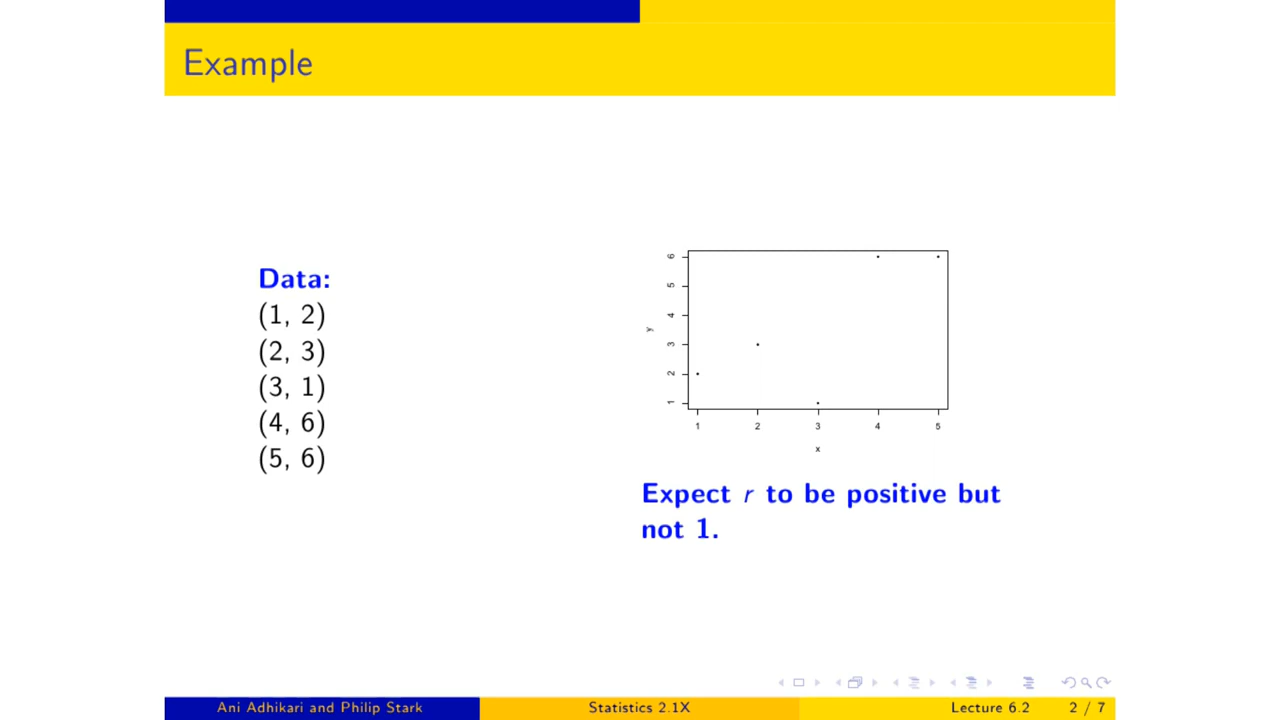 Example
Data:
(1, 2)
(2, 3)
(3, 1)
(4, 6)
(5, 6)
6
5
4
3
2
1
y
1 2 3 4 5
x
Expect r to be positive but
not 1.
Ani Adhikari and Philip Stark Statistics 2.1X Lecture 6.2 2 / 7